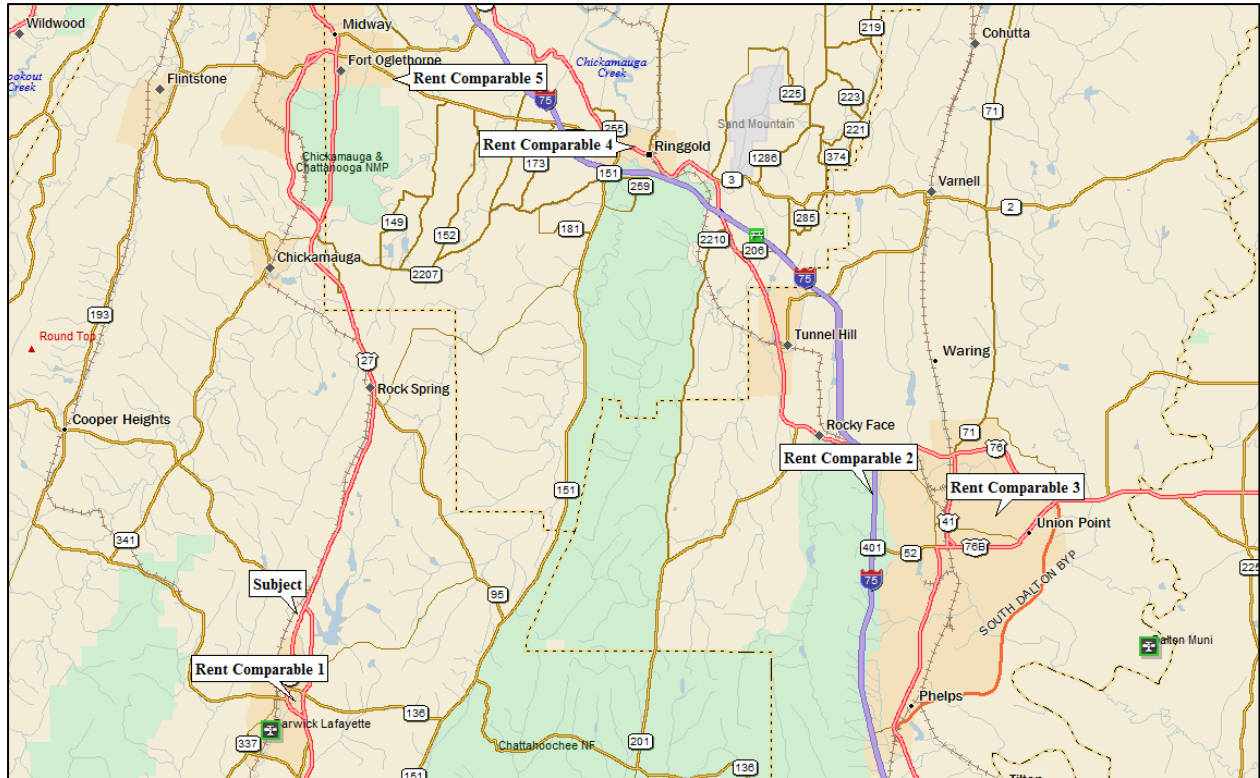 Wildwood
Midway
219
Cohutta
Fort Oglethorpe
Chickamauga
Creek
ookout
Creek
Flintstone
Rent Comparable 5
75
225
223
71
255
Sand Mountain
221
Rent Comparable 4
Ringgold
Chickamauga &
Chattanooga NMP
173
151
1286
374
259
3
Varnell
2
149
152
181
285
2210
206
Chickamauga
2207
75
193
Round Top
Tunnel Hill
27
Waring
Rock Spring
Cooper Heights
Rocky Face
71
76
Rent Comparable 2
Rent Comparable 3
151
41
Union Point
341
401
52
76B
Subject
75
225
95
SOUTH DALTON BYP
Dalton Muni
Rent Comparable 1
Phelps
136
Barwick Lafayette
337
201
Chattahoochee NF
136
151
Tilton